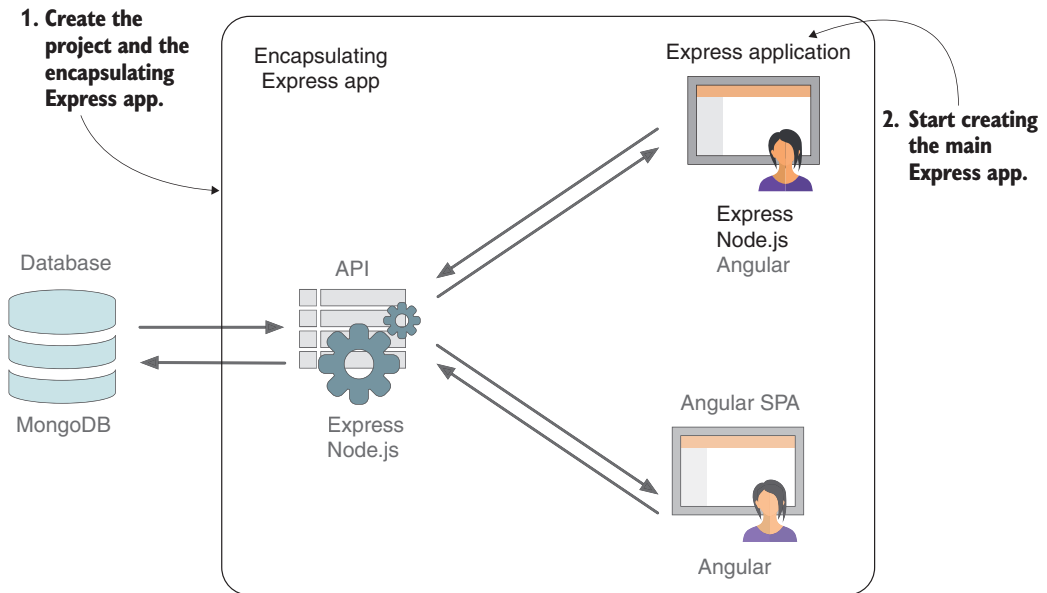 1. Create the
project and the
encapsulating
Express app.
Encapsulating
Express app
Express application
2. Start creating
the main
Express app.
Express
Node.js
Angular
Database
MongoDB
API
Express
Node.js
Angular SPA
Angular